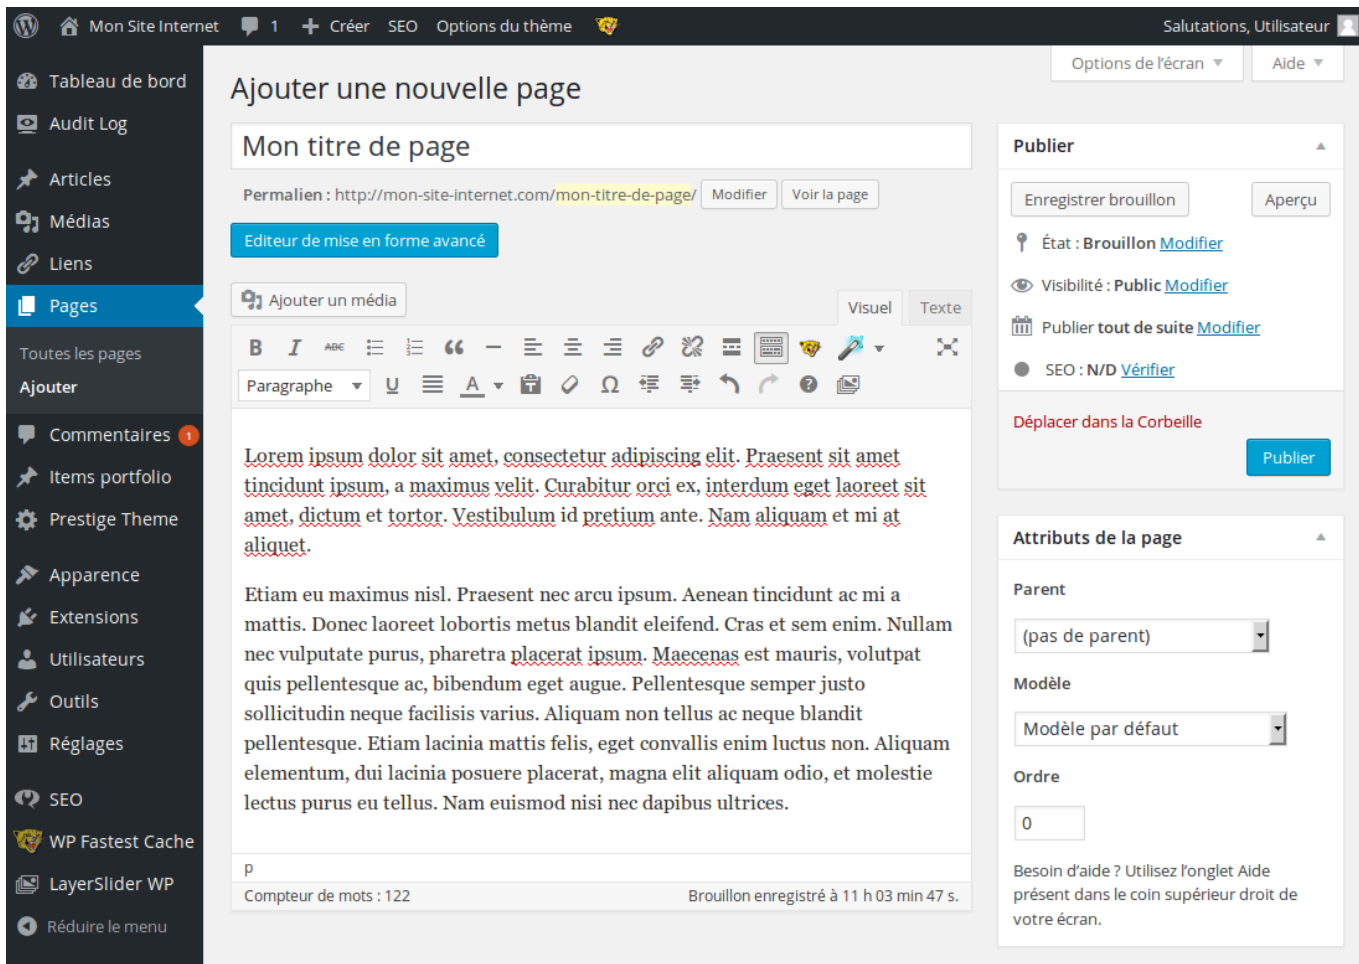 Mon Site Internet 1 Créer SEO Options du thème Salutations, Utilisateur
Options de l'écran Aide
Tableau de bord
Audit Log
Articles
Médias
Liens
Pages
Toutes les pages
Ajouter
Commentaires 1
Items portfolio
Prestige Theme
Apparence
Extensions
Utilisateurs
Outils
Réglages
SEO
WP Fastest Cache
LayerSlider WP
Réduire le menu
Ajouter une nouvelle page
Mon titre de page
Permalien : http://mon-site-internet.com/mon-titre-de-page/ Modifier Voir la page
Editeur de mise en forme avancé
Ajouter un média
Visuel Texte
B I ABE
Paragraphe U A Ω
Lorem ipsum dolor sit amet, consectetur adipiscing elit. Praesent sit amet
tincidunt ipsum, a maximus velit. Curabitur orci ex, interdum eget laoreet sit
amet, dictum et tortor. Vestibulum id pretium ante. Nam aliquam et mi at
aliquet.
Etiam eu maximus nisl. Praesent nec arcu ipsum. Aenean tincidunt ac mi a
mattis. Donec laoreet lobortis metus blandit eleifend. Cras et sem enim. Nullam
nec vulputate purus, pharetra placerat ipsum. Maecenas est mauris, volutpat
quis pellentesque ac, bibendum eget augue. Pellentesque semper justo
sollicitudin neque facilisis varius. Aliquam non tellus ac neque blandit
pellentesque. Etiam lacinia mattis felis, eget convallis enim luctus non. Aliquam
elementum, dui lacinia posuere placerat, magna elit aliquam odio, et molestie
lectus purus eu tellus. Nam euismod nisi nec dapibus ultrices.
p
Compteur de mots : 122 Brouillon enregistré à 11 h 03 min 47 s.
Publier
Enregistrer brouillon Aperçu
État : Brouillon Modifier
Visibilité : Public Modifier
Publier tout de suite Modifier
SEO : N/D Vérifier
Déplacer dans la Corbeille
Publier
Attributs de la page
Parent
(pas de parent)
Modèle
Modèle par défaut
Ordre
0
Besoin d'aide ? Utilisez l'onglet Aide
présent dans le coin supérieur droit de
votre écran.